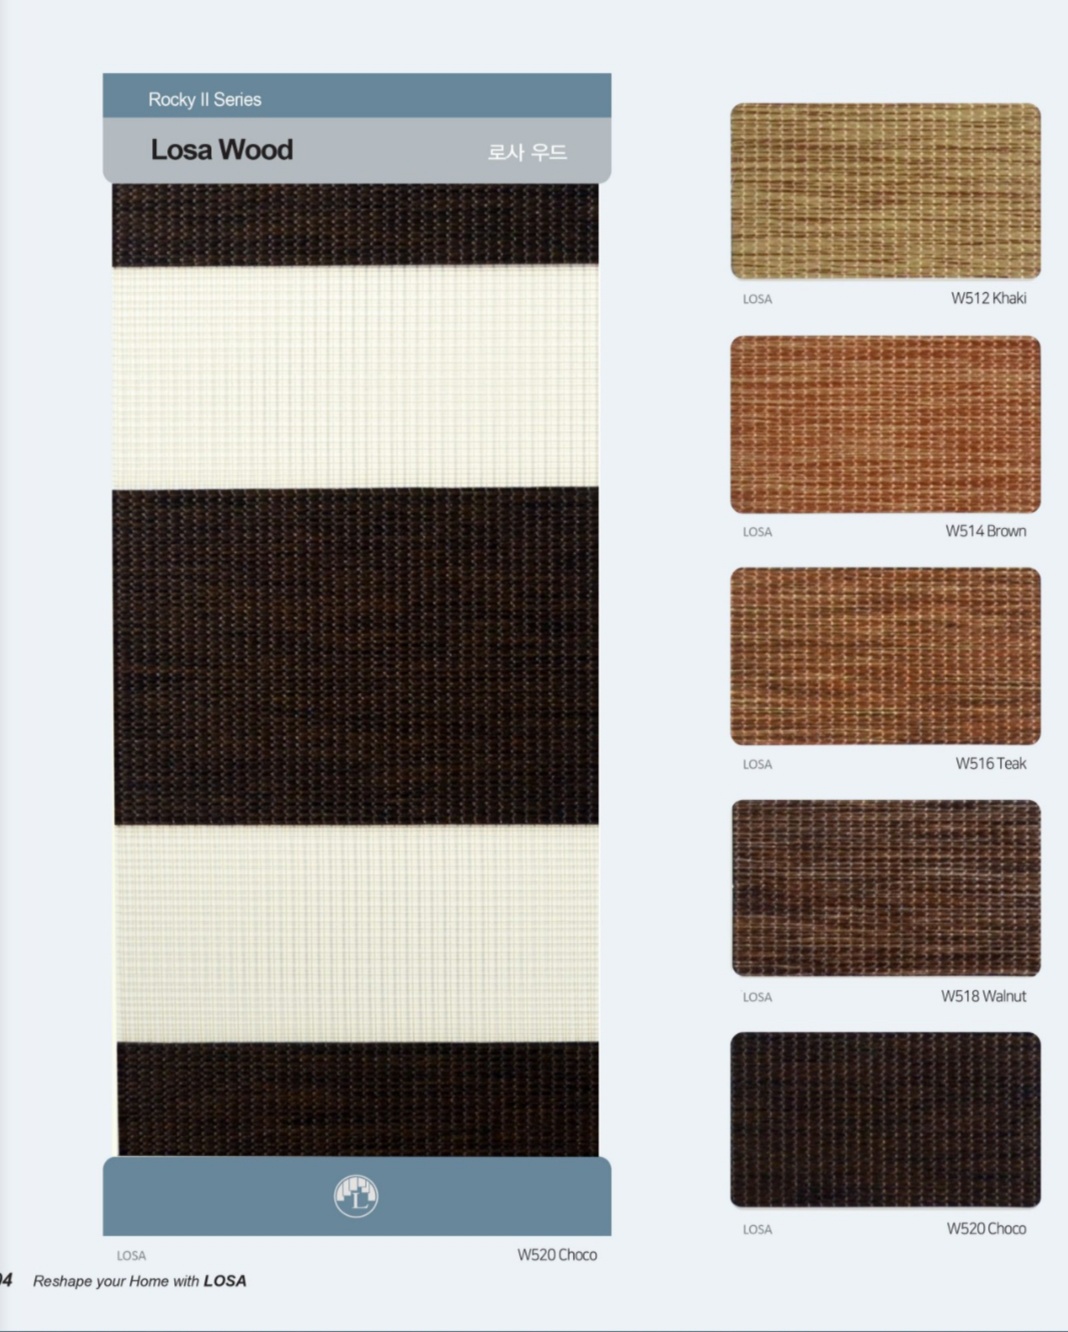 Rocky II Series
Losa Wood 로사 우드
LOSA W512 Khaki
LOSA W514 Brown
LOSA W516 Teak
LOSA W518 Walnut
LOSA W520 Choco
L
LOSA W520 Choco
Reshape your Home with LOSA